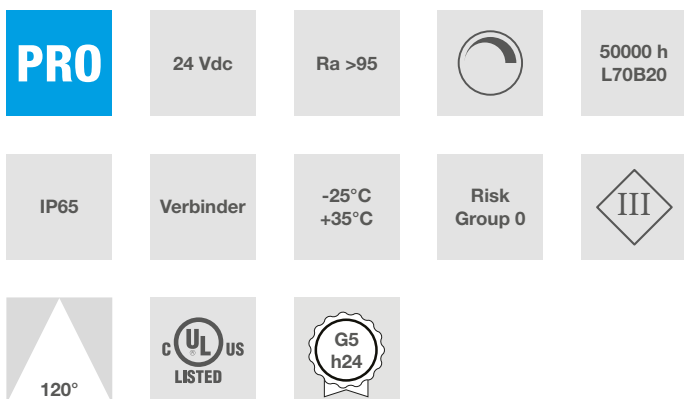 PRO
24 Vdc
Ra >95
50000 h
L70B20
IP65
Verbinder
-25°C
+35°C
Risk
Group 0
III
120°
C UL US
®
LISTED
G5
h24